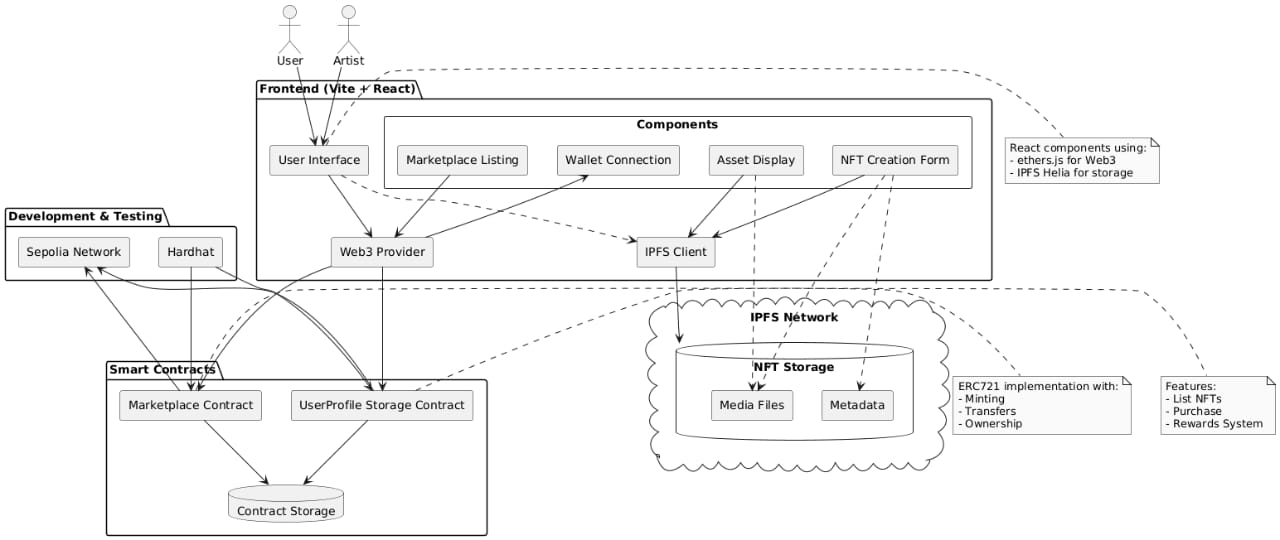 User
Artist
Frontend (Vite + React)
Components
User Interface
Marketplace Listing
Wallet Connection
Asset Display
NFT Creation Form
React components using:
- ethers.js for Web3
- IPFS Helia for storage
Development & Testing
Sepolia Network
Hardhat
Web3 Provider
IPFS Client
IPFS Network
NFT Storage
Media Files
Metadata
Smart Contracts
Marketplace Contract
UserProfile Storage Contract
ERC721 implementation with:
- Minting
- Transfers
- Ownership
Features:
- List NFTs
- Purchase
- Rewards System
Contract Storage